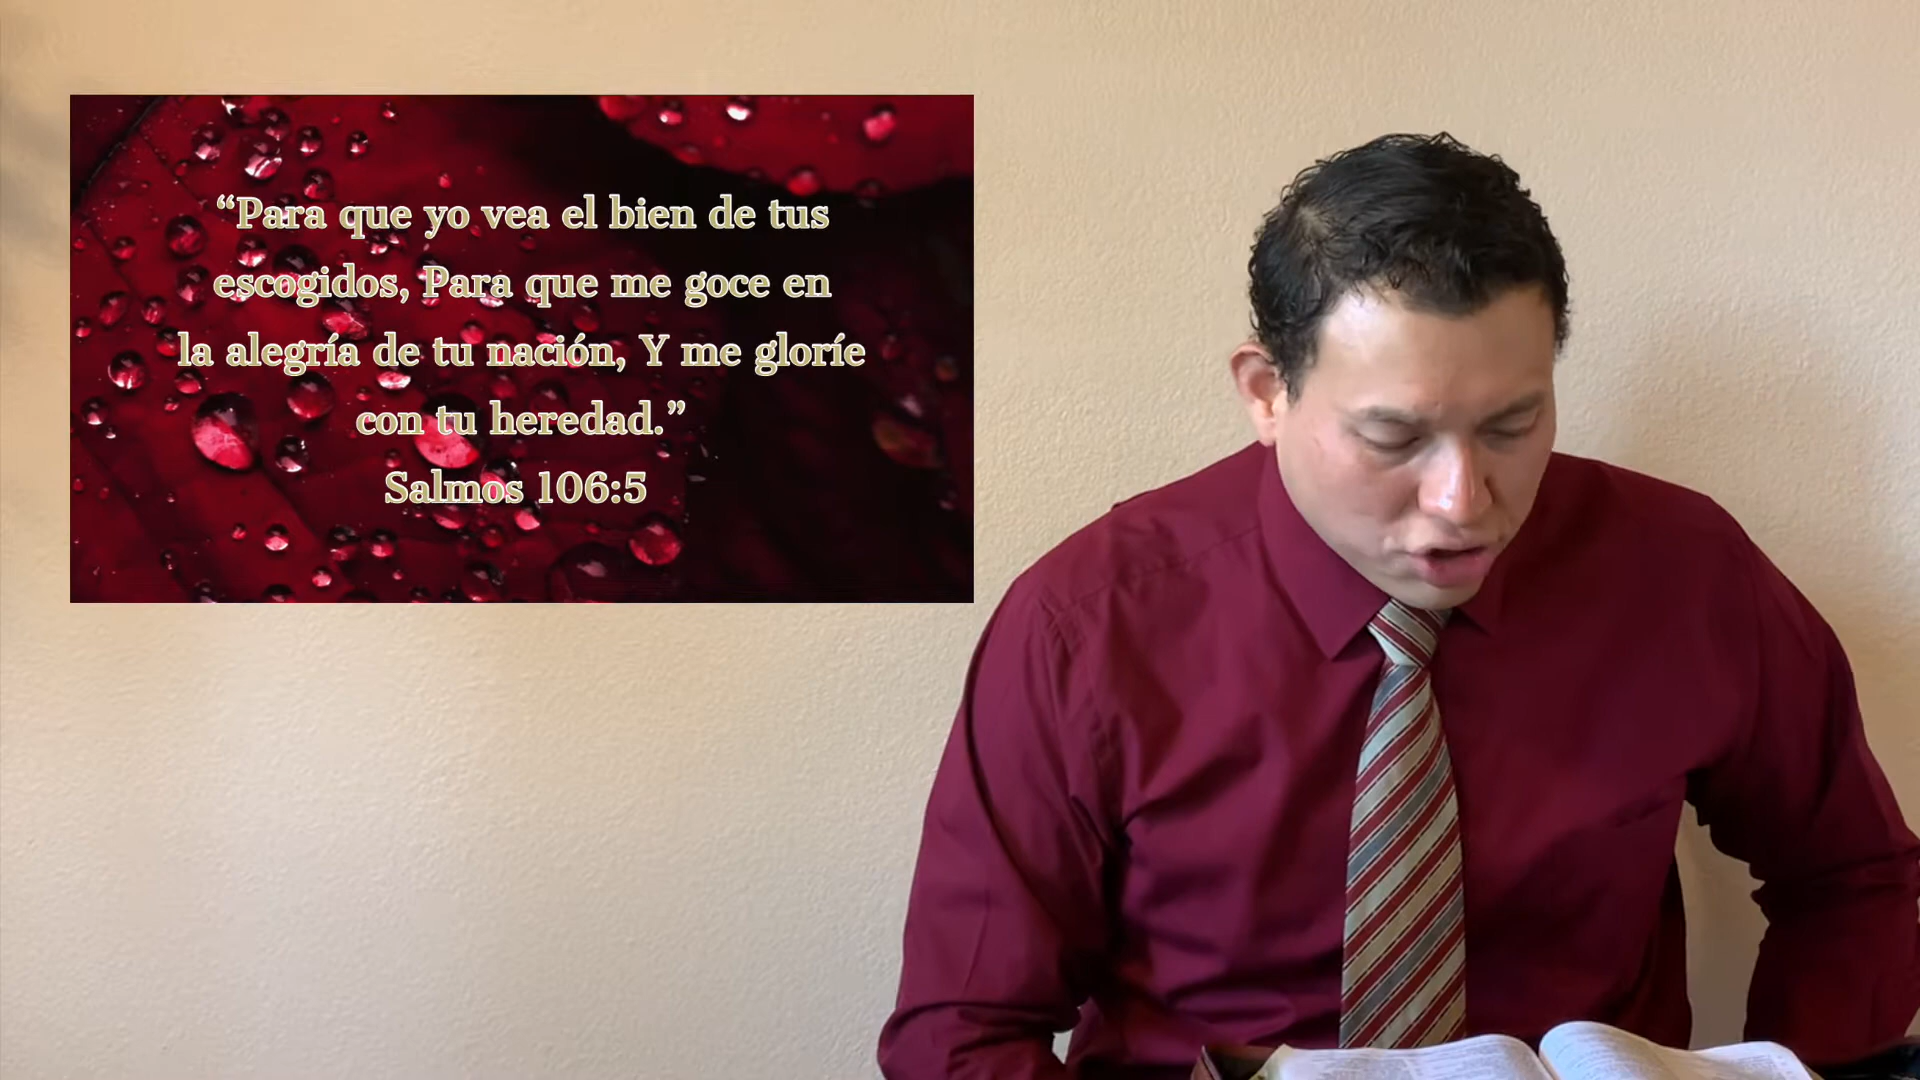 “Para que yo vea el bien de tus
escogidos, Para que me goce en
la alegría de tu nación, Y me gloríe
con tu heredad.”
Salmos 106:5